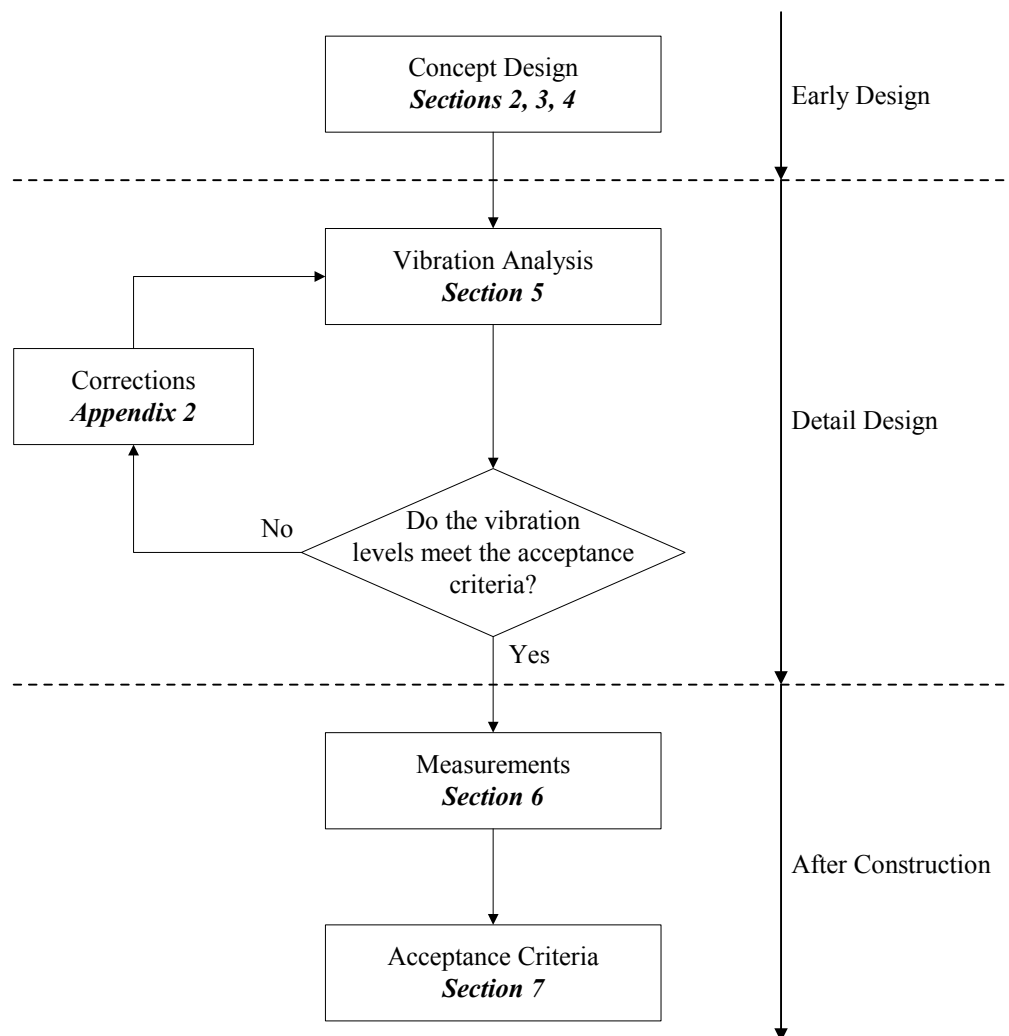 Concept Design
Sections 2, 3, 4
Early Design
Vibration Analysis
Section 5
Corrections
Appendix 2
Detail Design
No
Do the vibration
levels meet the acceptance
criteria?
Yes
Measurements
Section 6
After Construction
Acceptance Criteria
Section 7